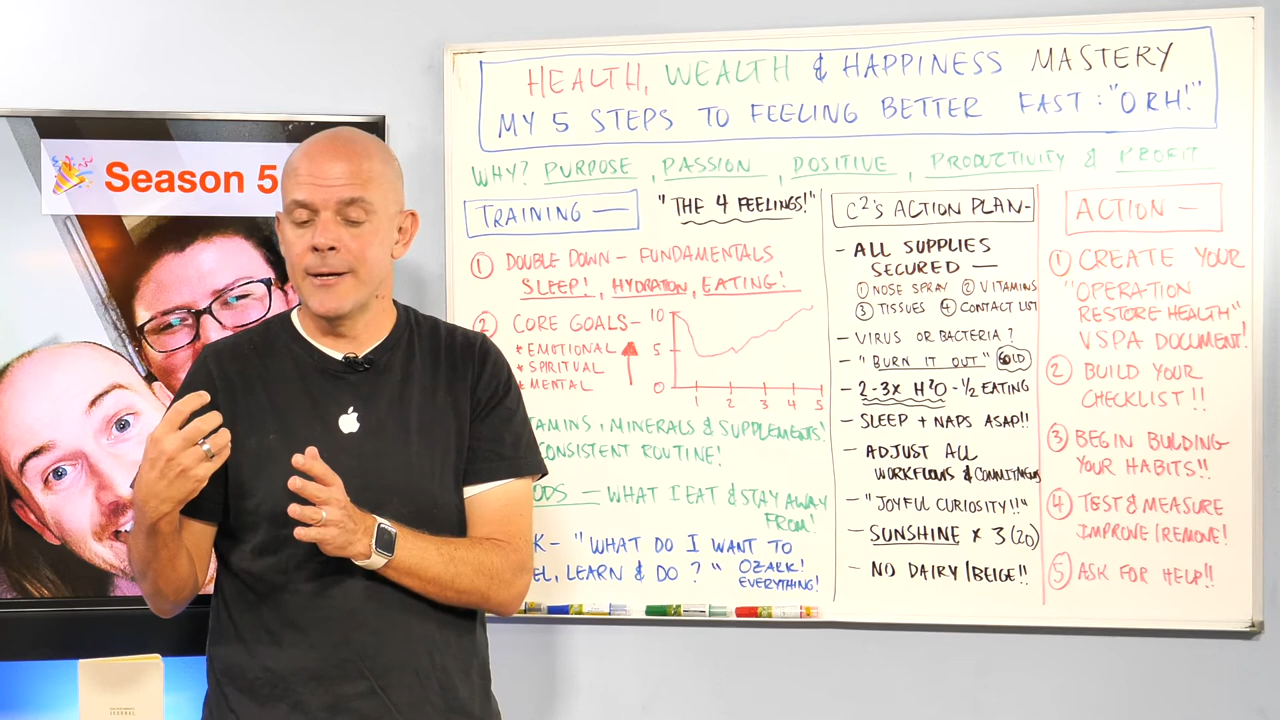 Season 5
HEALTH, WEALTH & HAPPINESS MASTERY
MY 5 STEPS TO FEELING BETTER FAST: "ORH!"
WHY? PURPOSE, PASSION, POSITIVE, PRODUCTIVITY & PROFIT
TRAINING —
"THE 4 FEELINGS!"
① DOUBLE DOWN - FUNDAMENTALS
SLEEP!, HYDRATION, EATING!
② CORE GOALS -
* EMOTIONAL
* SPIRITUAL
* MENTAL
10
5
0
1 2 3 4 5
TAMINS, MINERALS & SUPPLEMENTS!
CONSISTENT ROUTINE!
ODS — WHAT I EAT & STAY AWAY
FROM!
K - "WHAT DO I WANT TO
EL, LEARN & DO?" OZARK!
EVERYTHING!
C²'s ACTION PLAN -
- ALL SUPPLIES
SECURED —
① NOSE SPRAY ② VITAMINS
③ TISSUES ④ CONTACT LIST
- VIRUS OR BACTERIA?
- "BURN IT OUT" COLD
- 2-3X H²O - 1/2 EATING
- SLEEP + NAPS ASAP!!
- ADJUST ALL
WORKFLOWS & COMMITMENTS
- "JOYFUL CURIOSITY!!"
- SUNSHINE x 3 (20)
- NO DAIRY/BEIGE!!
ACTION —
① CREATE YOUR
"OPERATION
RESTORE HEALTH"
VSPA DOCUMENT!
② BUILD YOUR
CHECKLIST!!
③ BEGIN BUILDING
YOUR HABITS!!
④ TEST & MEASURE
IMPROVE/REMOVE!
⑤ ASK FOR HELP!!
JOURNAL